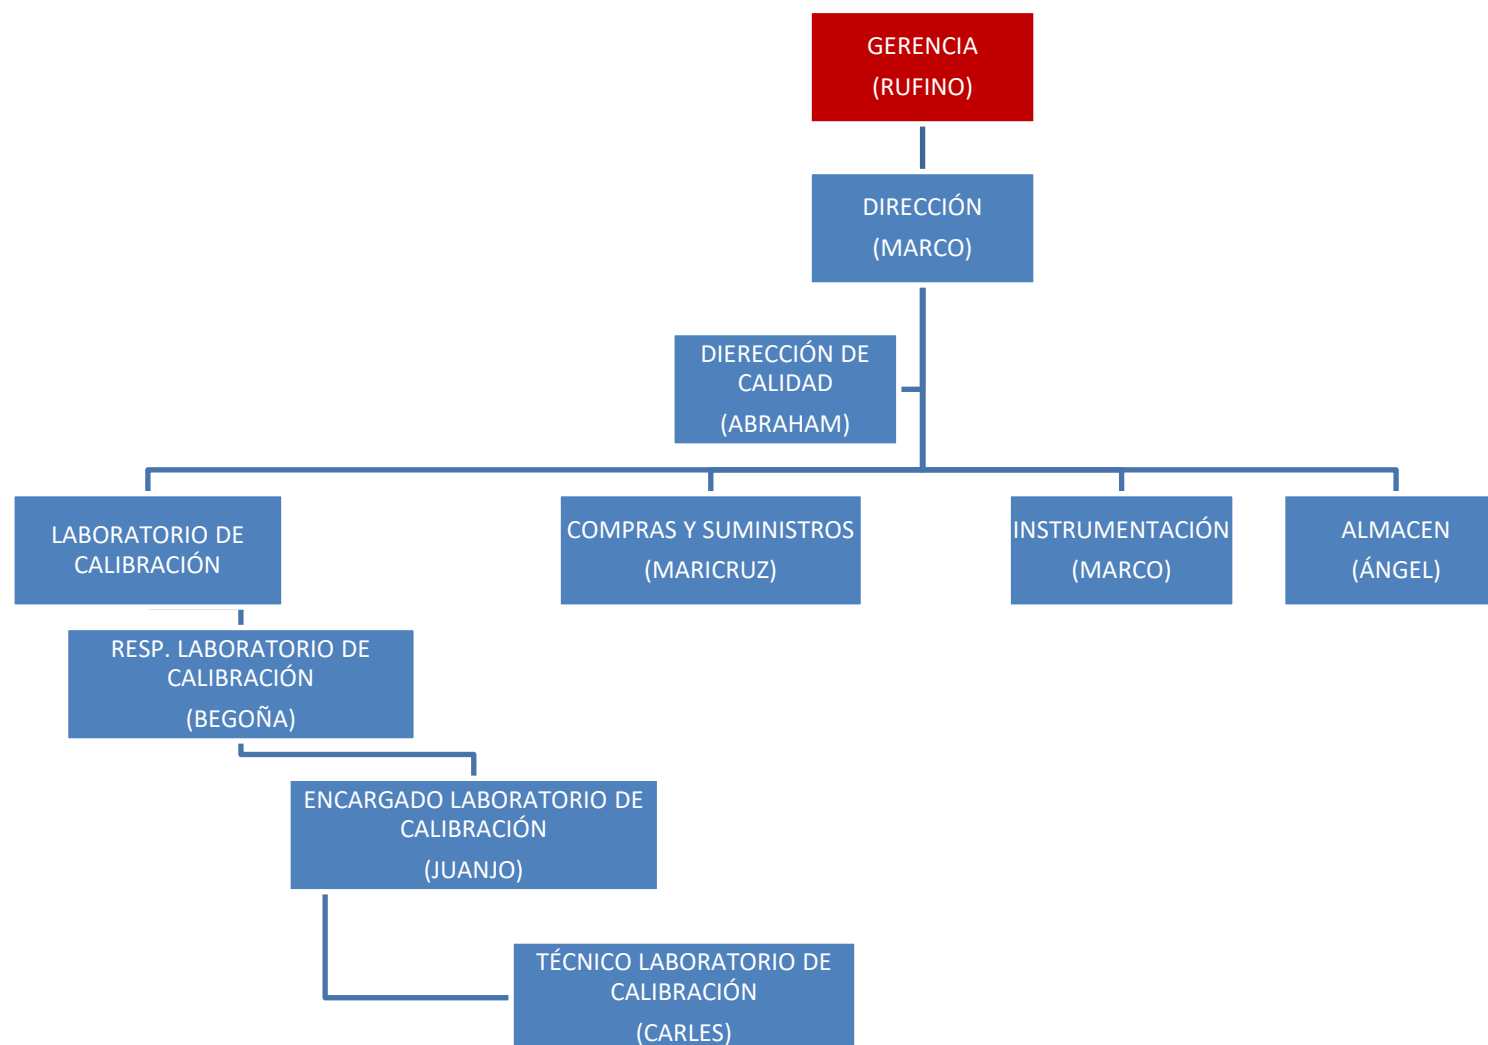 GERENCIA
(RUFINO)
DIRECCIÓN
(MARCO)
DIERECCIÓN DE
CALIDAD
(ABRAHAM)
LABORATORIO DE
CALIBRACIÓN
COMPRAS Y SUMINISTROS
(MARICRUZ)
INSTRUMENTACIÓN
(MARCO)
ALMACEN
(ÁNGEL)
RESP. LABORATORIO DE
CALIBRACIÓN
(BEGOÑA)
ENCARGADO LABORATORIO DE
CALIBRACIÓN
(JUANJO)
TÉCNICO LABORATORIO DE
CALIBRACIÓN
(CARLES)